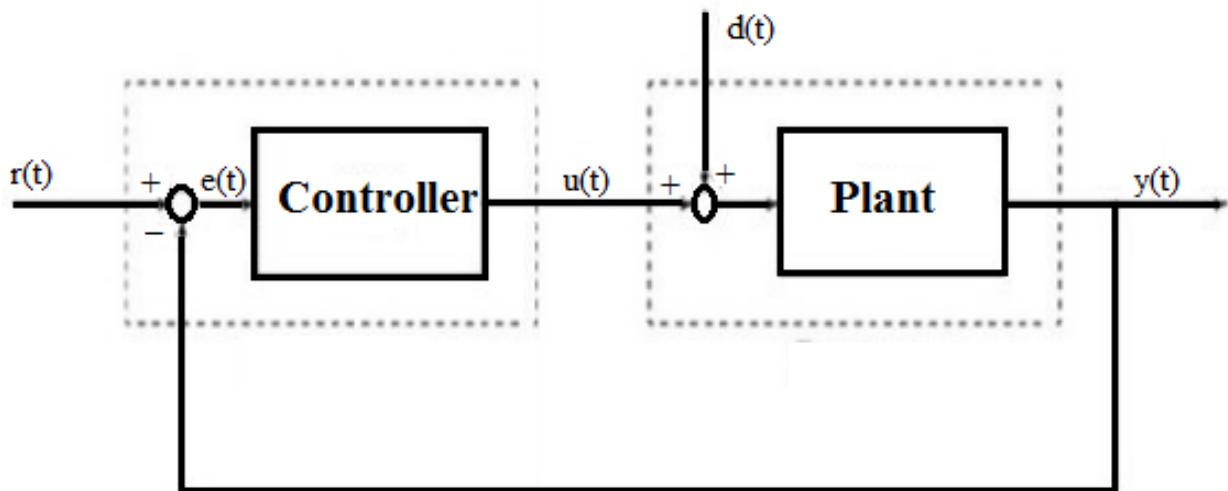 d(t)
r(t)
+
e(t)
Controller
u(t)
+
+
Plant
y(t)
−